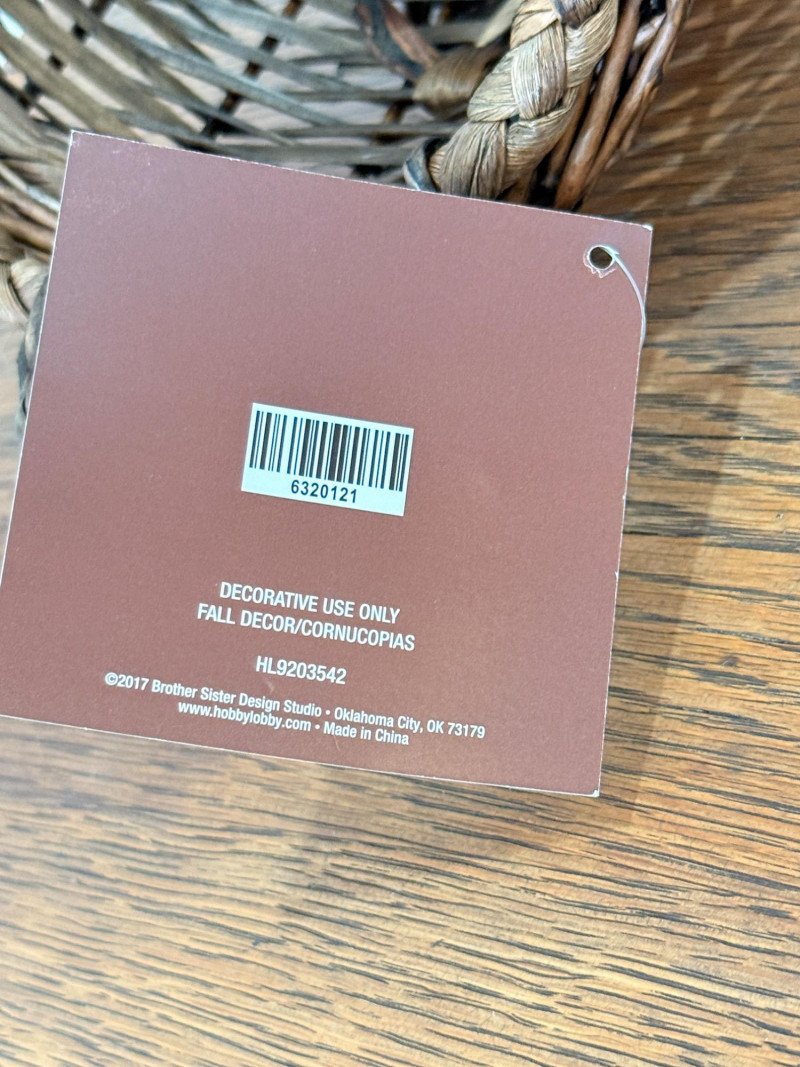 6320121
DECORATIVE USE ONLY
FALL DECOR/CORNUCOPIAS
HL9203542
©2017 Brother Sister Design Studio • Oklahoma City, OK 73179
www.hobbylobby.com • Made in China